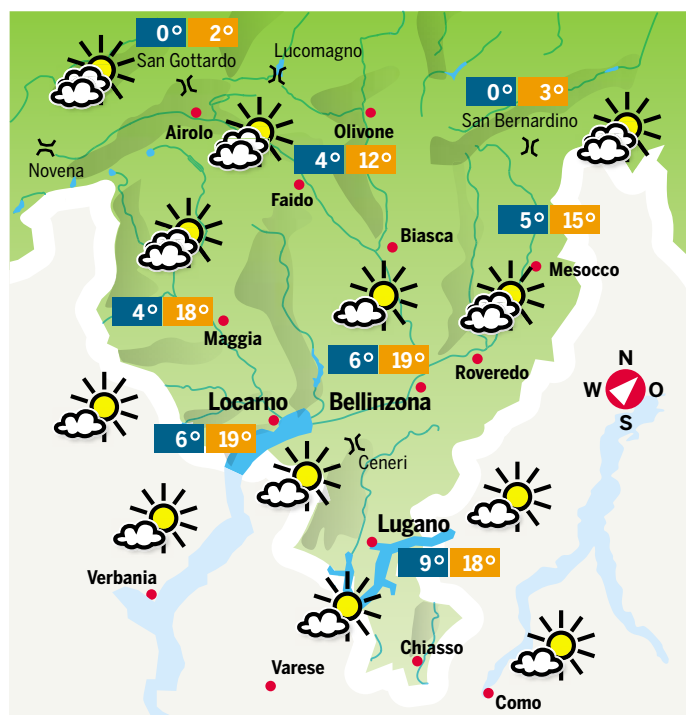 0° 2°
San Gottardo
Lucomagno
0° 3°
San Bernardino
Airolo
Olivone
Novena
4° 12°
Faido
5° 15°
Biasca
Mesocco
4° 18°
Maggia
6° 19°
Roveredo
Locarno
Bellinzona
N
W O
S
6° 19°
Ceneri
Lugano
9° 18°
Verbania
Chiasso
Varese
Como